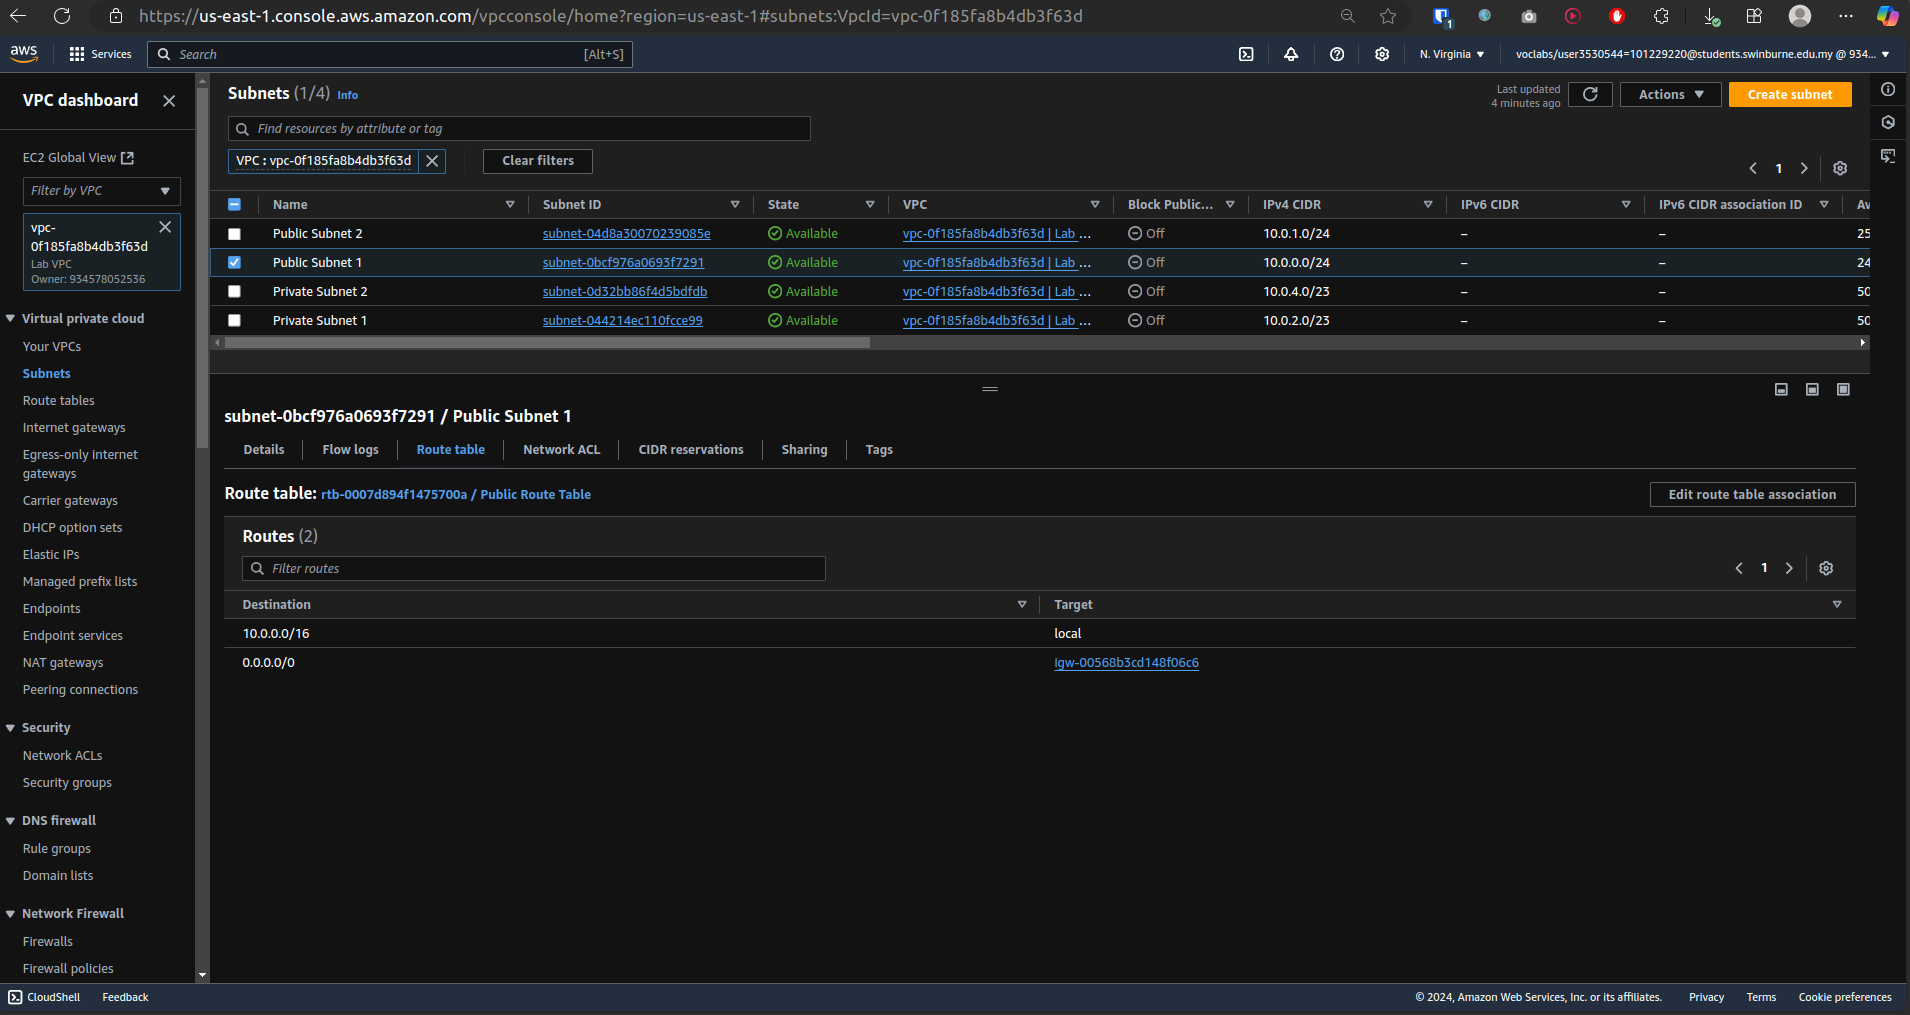 https://us-east-1.console.aws.amazon.com/vpcconsole/home?region=us-east-1#subnets:VpcId=vpc-0f185fa8b4db3f63d
1
aws Services Search [Alt+S] N. Virginia voclabs/user3530544=101229220@students.swinburne.edu.my @ 934...
VPC dashboard
EC2 Global View
Filter by VPC
vpc-
0f185fa8b4db3f63d
Lab VPC
Owner: 934578052536
Virtual private cloud
Your VPCs
Subnets
Route tables
Internet gateways
Egress-only internet
gateways
Carrier gateways
DHCP option sets
Elastic IPs
Managed prefix lists
Endpoints
Endpoint services
NAT gateways
Peering connections
Security
Network ACLs
Security groups
DNS firewall
Rule groups
Domain lists
Network Firewall
Firewalls
Firewall policies
Subnets (1/4) Info
Last updated
4 minutes ago
Actions
Create subnet
Find resources by attribute or tag
VPC : vpc-0f185fa8b4db3f63d
Clear filters
1
Name Subnet ID State VPC Block Public... IPv4 CIDR IPv6 CIDR IPv6 CIDR association ID Av
Public Subnet 2 subnet-04d8a30070239085e Available vpc-0f185fa8b4db3f63d | Lab ... Off 10.0.1.0/24 – – 25
Public Subnet 1 subnet-0bcf976a0693f7291 Available vpc-0f185fa8b4db3f63d | Lab ... Off 10.0.0.0/24 – – 24
Private Subnet 2 subnet-0d32bb86f4d5bdfdb Available vpc-0f185fa8b4db3f63d | Lab ... Off 10.0.4.0/23 – – 50
Private Subnet 1 subnet-044214ec110fcce99 Available vpc-0f185fa8b4db3f63d | Lab ... Off 10.0.2.0/23 – – 50
subnet-0bcf976a0693f7291 / Public Subnet 1
Details Flow logs Route table Network ACL CIDR reservations Sharing Tags
Route table: rtb-0007d894f1475700a / Public Route Table
Edit route table association
Routes (2)
Filter routes
1
Destination Target
10.0.0.0/16 local
0.0.0.0/0 igw-00568b3cd148f06c6
CloudShell Feedback © 2024, Amazon Web Services, Inc. or its affiliates. Privacy Terms Cookie preferences